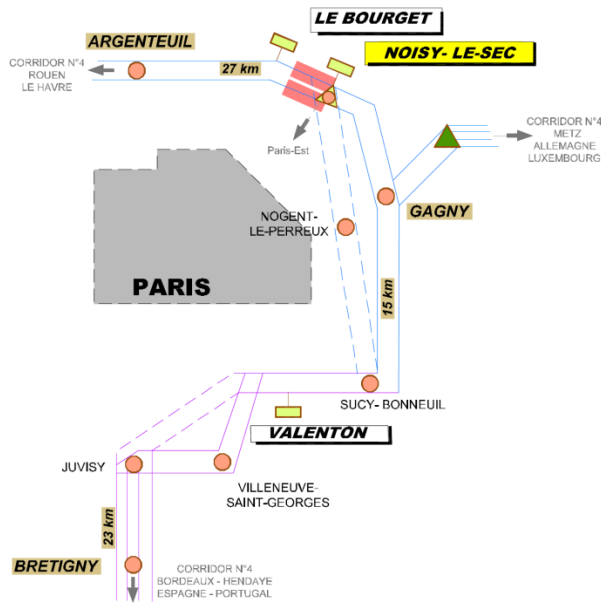 LE BOURGET
ARGENTEUIL
NOISY- LE-SEC
CORRIDOR N°4
ROUEN
LE HAVRE
27 km
Paris-Est
CORRIDOR N°4
METZ
ALLEMAGNE
LUXEMBOURG
GAGNY
NOGENT-
LE-PERREUX
PARIS
15 km
SUCY- BONNEUIL
VALENTON
JUVISY
VILLENEUVE-
SAINT-GEORGES
23 km
BRETIGNY
CORRIDOR N°4
BORDEAUX - HENDAYE
ESPAGNE - PORTUGAL